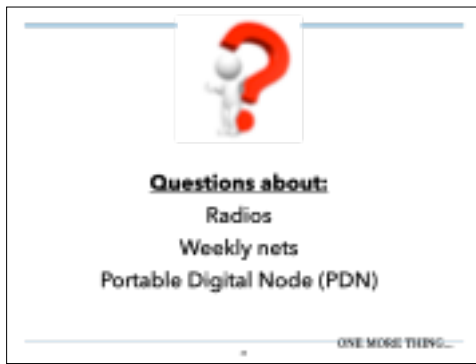 Questions about:
Radios
Weekly nets
Portable Digital Node (PDN)
ONE MORE THING...